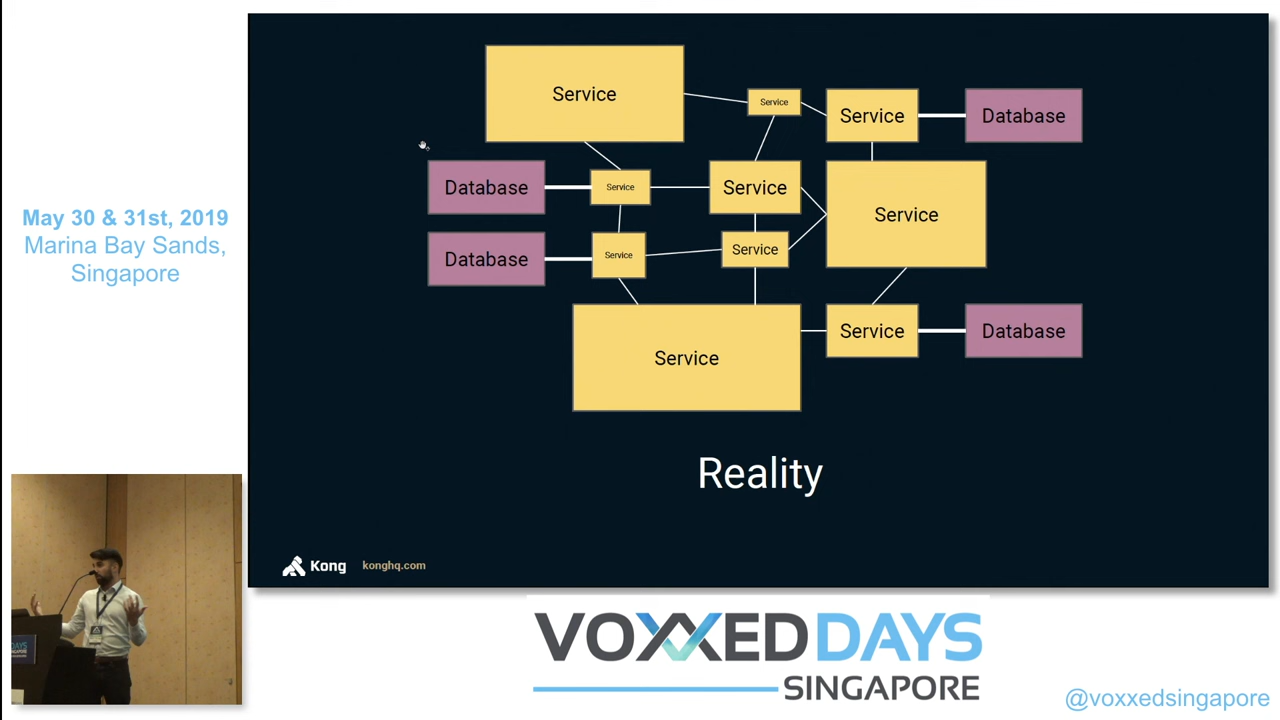 May 30 & 31st, 2019
Marina Bay Sands,
Singapore
Service
Service
Service
Database
Database
Service
Service
Service
Database
Service
Service
Service
Service
Database
Reality
Kong
konghq.com
VOXXED DAYS
SINGAPORE
@voxxedsingapore
DAYS